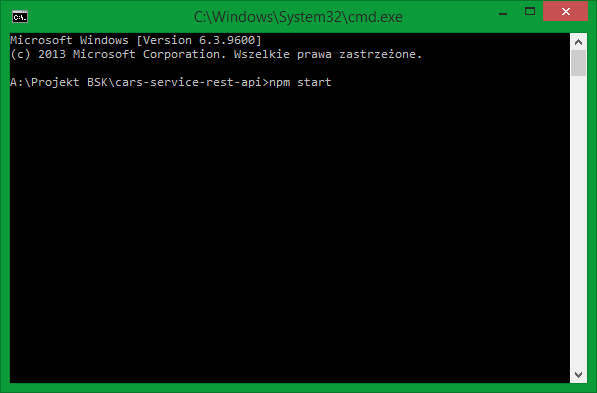 C:\Windows\System32\cmd.exe
Microsoft Windows [Version 6.3.9600]
(c) 2013 Microsoft Corporation. Wszelkie prawa zastrzeżone.
A:\Projekt BSK\cars-service-rest-api>npm start